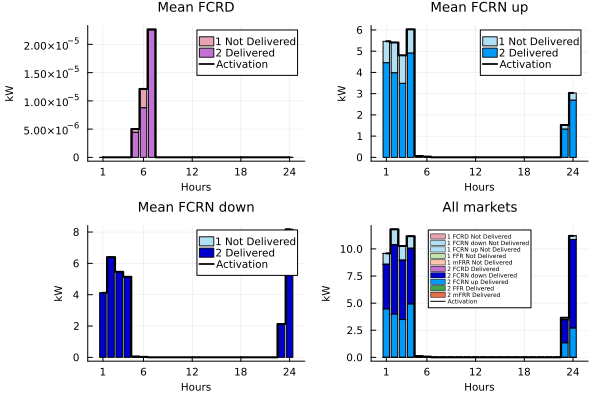 Mean FCRD
2.00×10⁻⁵
1.50×10⁻⁵
1.00×10⁻⁵
5.00×10⁻⁶
0
kW
1 Not Delivered
2 Delivered
Activation
1 6 12 18 24
Hours
Mean FCRN up
6
5
4
3
2
1
0
kW
1 Not Delivered
2 Delivered
Activation
1 6 12 18 24
Hours
Mean FCRN down
8
6
4
2
0
kW
1 Not Delivered
2 Delivered
Activation
1 6 12 18 24
Hours
All markets
10.0
7.5
5.0
2.5
0.0
kW
1 FCRD Not Delivered
1 FCRN down Not Delivered
1 FCRN up Not Delivered
1 FFR Not Delivered
1 mFRR Not Delivered
2 FCRD Delivered
2 FCRN down Delivered
2 FCRN up Delivered
2 FFR Delivered
2 mFRR Delivered
Activation
1 6 12 18 24
Hours